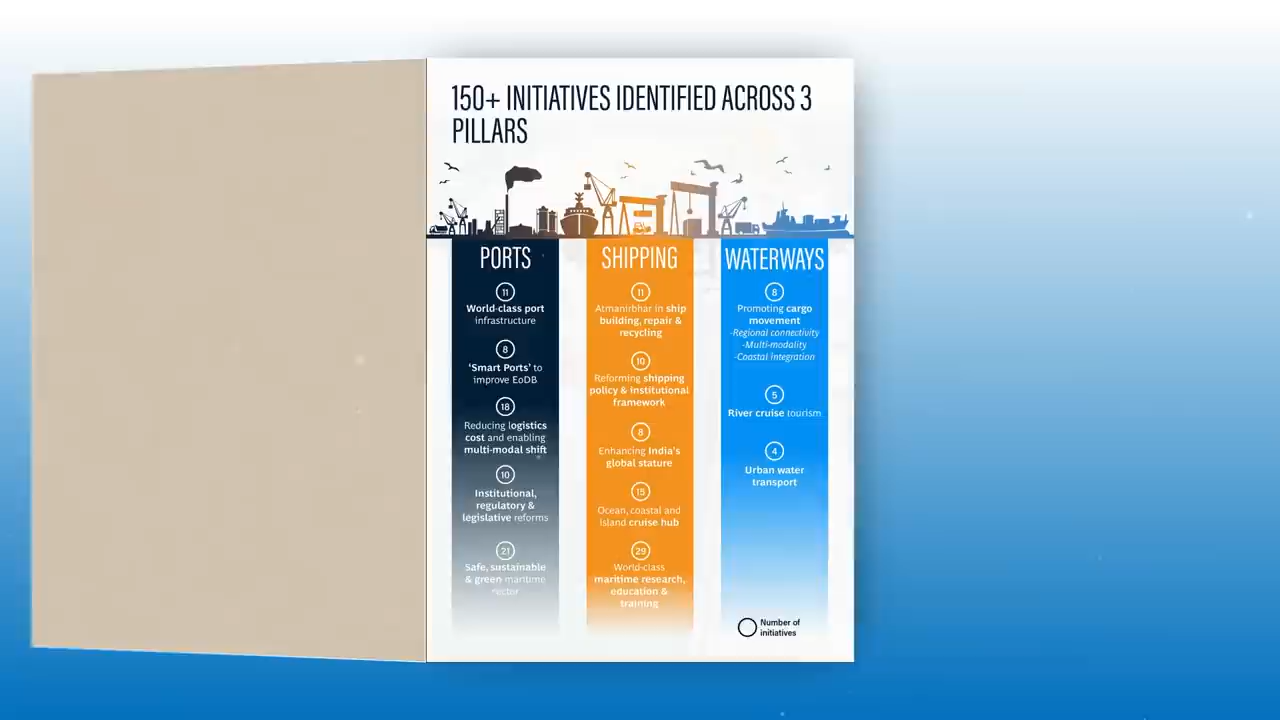 150+ INITIATIVES IDENTIFIED ACROSS 3
PILLARS
PORTS
11
World-class port
infrastructure
8
‘Smart Ports’ to
improve EoDB
18
Reducing logistics
cost and enabling
multi-modal shift
10
Institutional,
regulatory &
legislative reforms
21
Safe, sustainable
& green maritime
sector
SHIPPING
11
Atmanirbhar in ship
building, repair &
recycling
10
Reforming shipping
policy & institutional
framework
8
Enhancing India's
global stature
15
Ocean, coastal and
island cruise hub
29
World-class
maritime research,
education &
training
WATERWAYS
8
Promoting cargo
movement
-Regional connectivity
-Multi-modality
-Coastal integration
5
River cruise tourism
4
Urban water
transport
Number of
initiatives